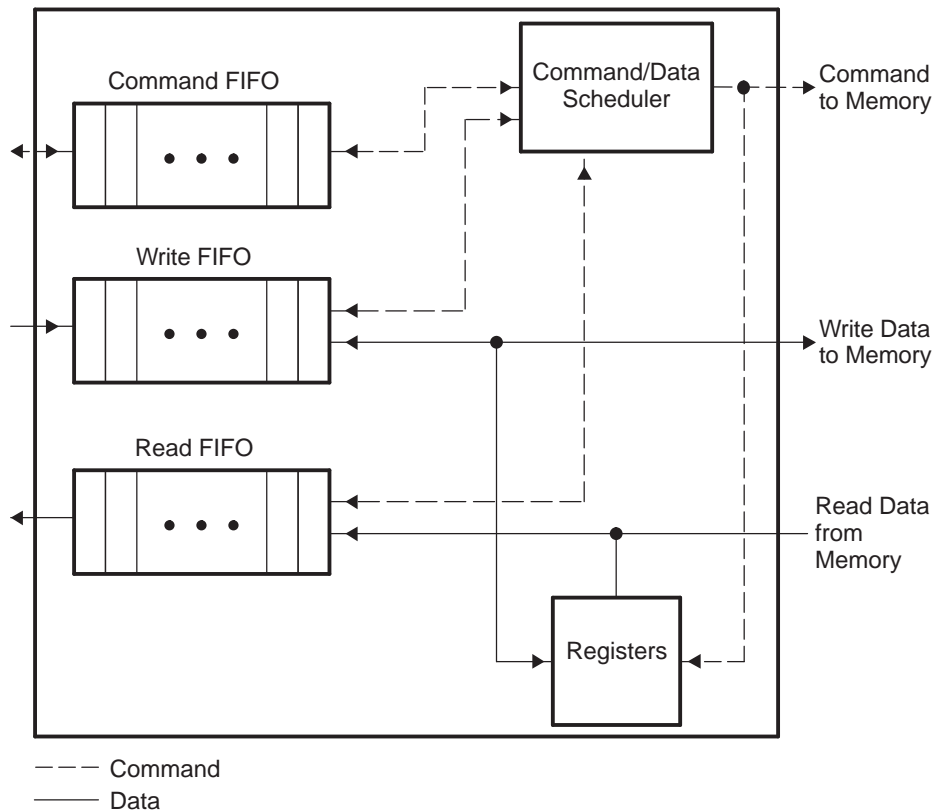 Command FIFO
Command/Data
Scheduler
Command
to Memory
Write FIFO
Write Data
to Memory
Read FIFO
Read Data
from
Memory
Registers
Command
Data